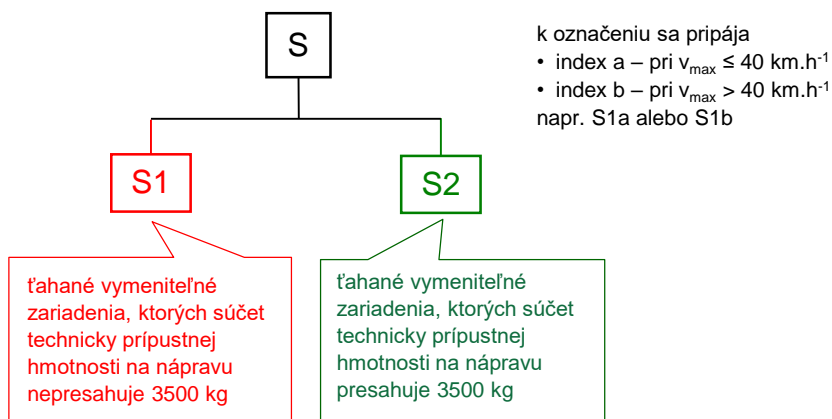 S
k označeniu sa pripája
• index a – pri vmax ≤ 40 km.h-1
• index b – pri vmax > 40 km.h-1
napr. S1a alebo S1b
S1
S2
ťahané vymeniteľné
zariadenia, ktorých súčet
technicky prípustnej
hmotnosti na nápravu
nepresahuje 3500 kg
ťahané vymeniteľné
zariadenia, ktorých súčet
technicky prípustnej
hmotnosti na nápravu
presahuje 3500 kg